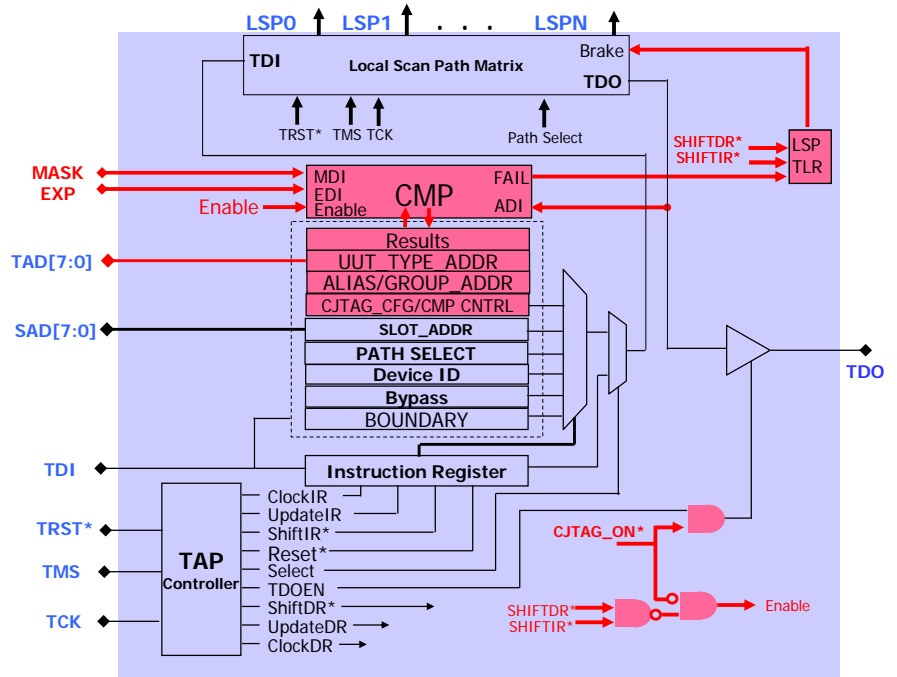 LSP0 LSP1 . . . LSPN
Brake
TDI
Local Scan Path Matrix
TDO
TRST* TMS TCK Path Select
SHIFTDR*
SHIFTIR*
LSP
TLR
MASK
EXP
Enable
MDI
EDI
Enable
CMP
FAIL
ADI
Results
TAD[7:0]
UUT_TYPE_ADDR
ALIAS/GROUP_ADDR
CJTAG_CFG/CMP CNTRL
SAD[7:0]
SLOT_ADDR
PATH SELECT
Device ID
Bypass
BOUNDARY
TDO
TDI
Instruction Register
TRST*
TMS
TCK
TAP
Controller
ClockIR
UpdateIR
ShiftIR*
Reset*
Select
TDOEN
ShiftDR*
UpdateDR
ClockDR
CJTAG_ON*
SHIFTDR*
SHIFTIR*
Enable